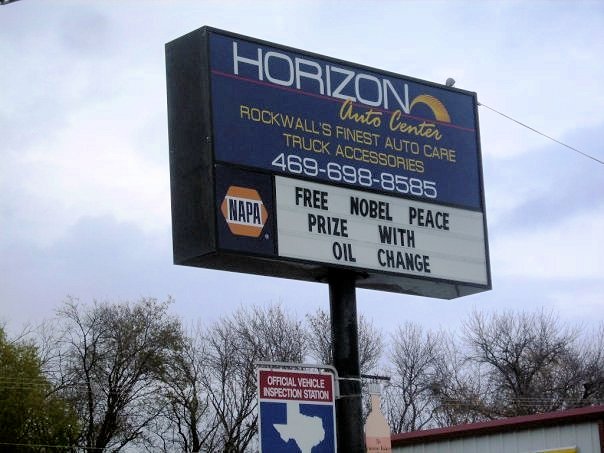 HORIZON
Auto Center
ROCKWALL'S FINEST AUTO CARE
TRUCK ACCESSORIES
469-698-8585
NAPA
FREE NOBEL PEACE
PRIZE WITH
OIL CHANGE
OFFICIAL VEHICLE
INSPECTION STATION